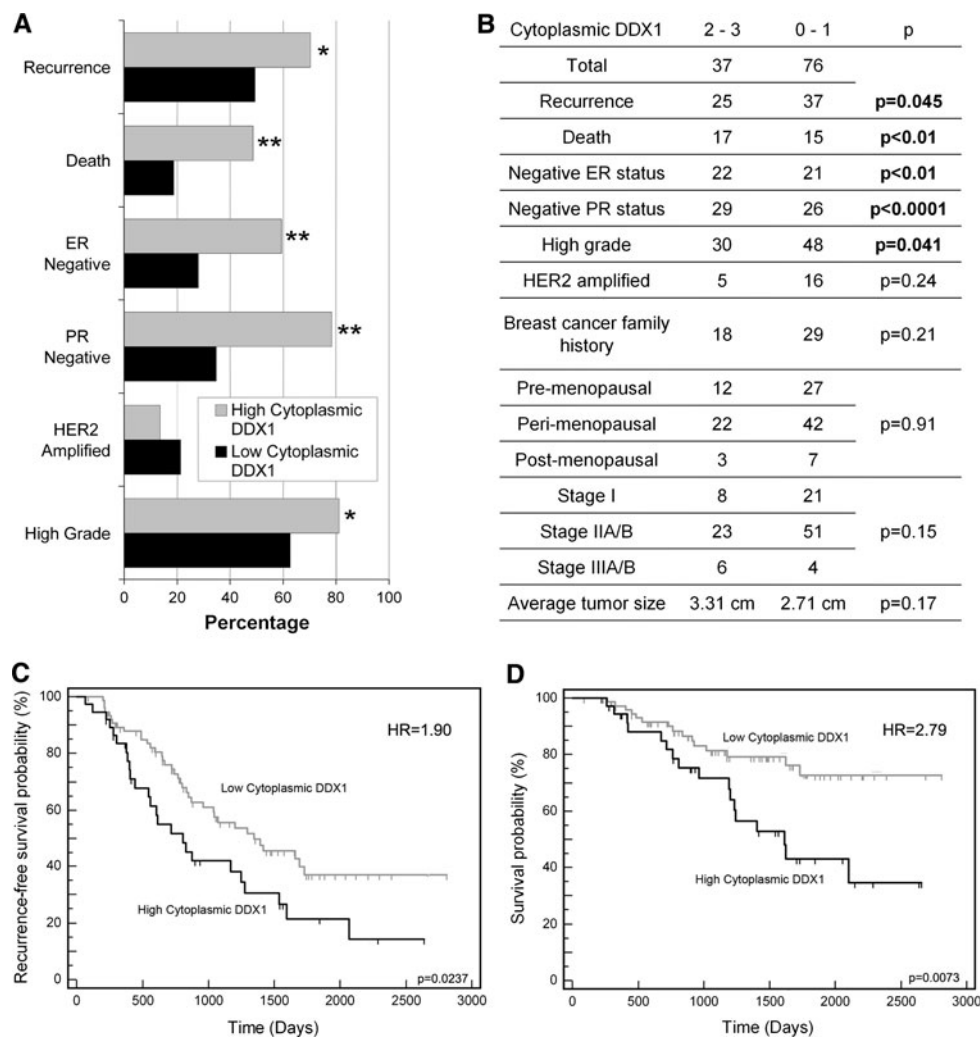 A
Recurrence
*
Death
**
ER
Negative
**
PR
Negative
**
HER2
Amplified
High Grade
*
High Cytoplasmic
DDX1
Low Cytoplasmic
DDX1
0 20 40 60 80 100
Percentage
B
Cytoplasmic DDX1 2 - 3 0 - 1 p
Total 37 76
Recurrence 25 37 p=0.045
Death 17 15 p<0.01
Negative ER status 22 21 p<0.01
Negative PR status 29 26 p<0.0001
High grade 30 48 p=0.041
HER2 amplified 5 16 p=0.24
Breast cancer family
history 18 29 p=0.21
Pre-menopausal 12 27
Peri-menopausal 22 42 p=0.91
Post-menopausal 3 7
Stage I 8 21
Stage IIA/B 23 51 p=0.15
Stage IIIA/B 6 4
Average tumor size 3.31 cm 2.71 cm p=0.17
C
Recurrence-free survival probability (%)
100
80
60
40
20
0
HR=1.90
Low Cytoplasmic DDX1
High Cytoplasmic DDX1
p=0.0237
0 500 1000 1500 2000 2500 3000
Time (Days)
D
Survival probability (%)
100
80
60
40
20
0
HR=2.79
Low Cytoplasmic DDX1
High Cytoplasmic DDX1
p=0.0073
0 500 1000 1500 2000 2500 3000
Time (Days)